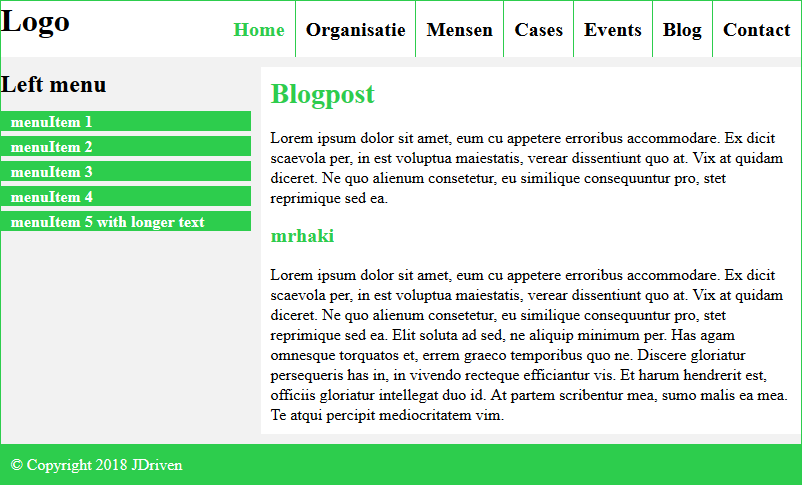 Logo
Home Organisatie Mensen Cases Events Blog Contact
Left menu
menuItem 1
menuItem 2
menuItem 3
menuItem 4
menuItem 5 with longer text
Blogpost
Lorem ipsum dolor sit amet, eum cu appetere erroribus accommodare. Ex dicit
scaevola per, in est voluptua maiestatis, verear dissentiunt quo at. Vix at quidam
diceret. Ne quo alienum consetetur, eu similique consequuntur pro, stet
reprimique sed ea.
mrhaki
Lorem ipsum dolor sit amet, eum cu appetere erroribus accommodare. Ex dicit
scaevola per, in est voluptua maiestatis, verear dissentiunt quo at. Vix at quidam
diceret. Ne quo alienum consetetur, eu similique consequuntur pro, stet
reprimique sed ea. Elit soluta ad sed, ne aliquip minimum per. Has agam
omnesque torquatos et, errem graeco temporibus quo ne. Discere gloriatur
persequeris has in, in vivendo recteque efficiantur vis. Et harum hendrerit est,
officiis gloriatur intellegat duo id. At partem scribentur mea, sumo malis ea mea.
Te atqui percipit mediocritatem vim.
© Copyright 2018 JDriven